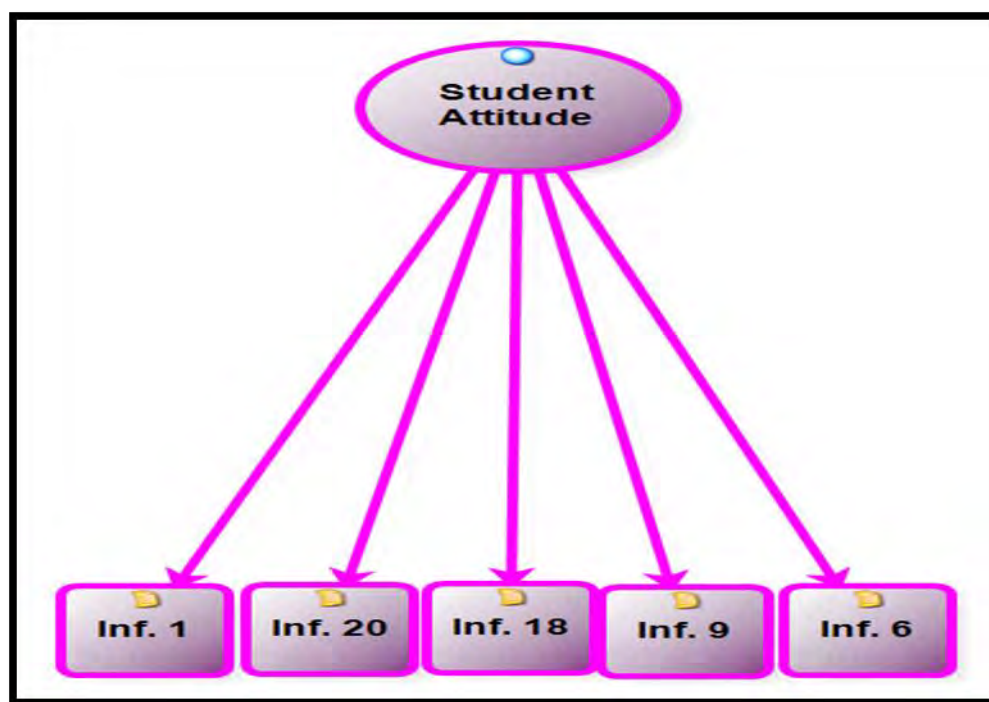 Student
Attitude
Inf. 1
Inf. 20
Inf. 18
Inf. 9
Inf. 6